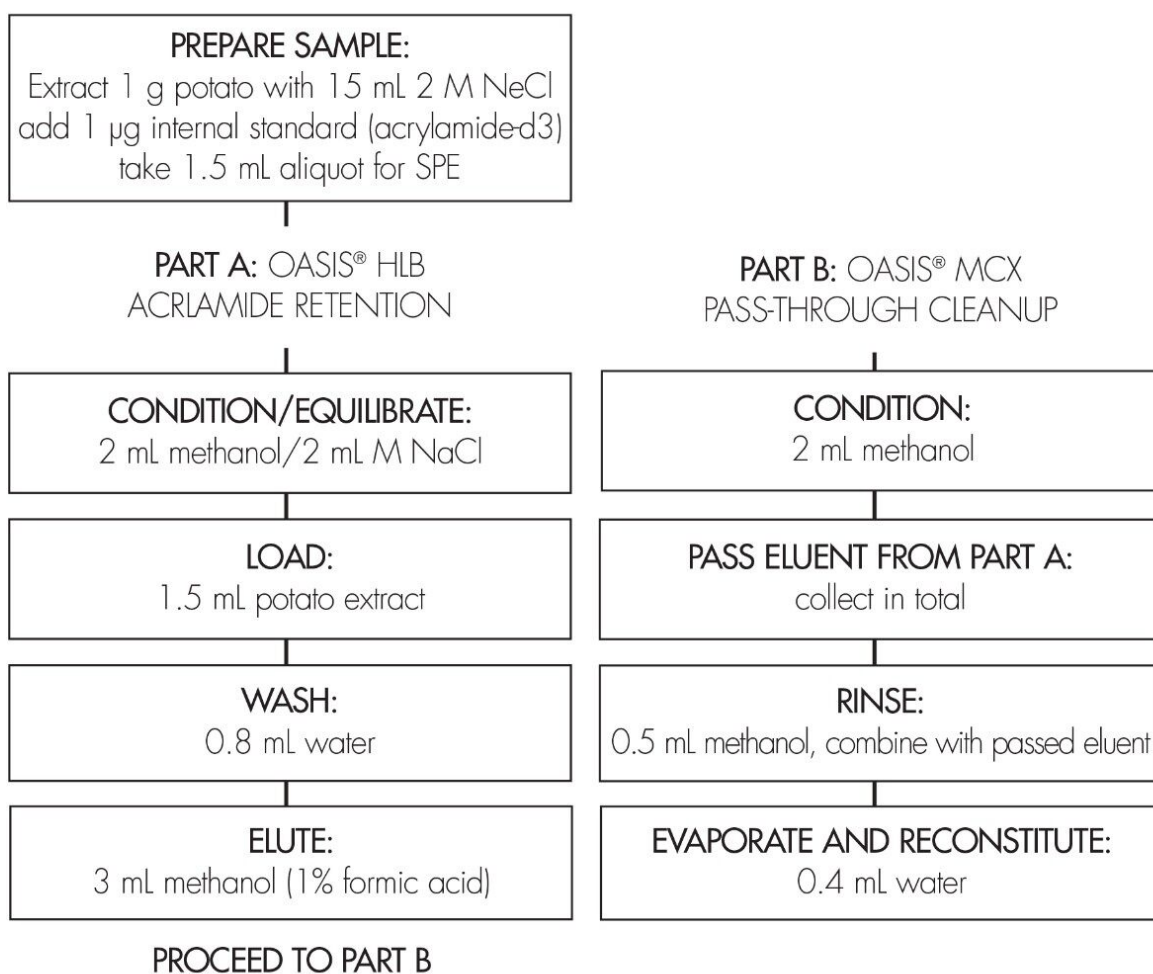 PREPARE SAMPLE:
Extract 1 g potato with 15 mL 2 M NeCl
add 1 µg internal standard (acrylamide-d3)
take 1.5 mL aliquot for SPE
PART A: OASIS® HLB
ACRLAMIDE RETENTION
CONDITION/EQUILIBRATE:
2 mL methanol/2 mL M NaCl
LOAD:
1.5 mL potato extract
WASH:
0.8 mL water
ELUTE:
3 mL methanol (1% formic acid)
PROCEED TO PART B
PART B: OASIS® MCX
PASS-THROUGH CLEANUP
CONDITION:
2 mL methanol
PASS ELUENT FROM PART A:
collect in total
RINSE:
0.5 mL methanol, combine with passed eluent
EVAPORATE AND RECONSTITUTE:
0.4 mL water